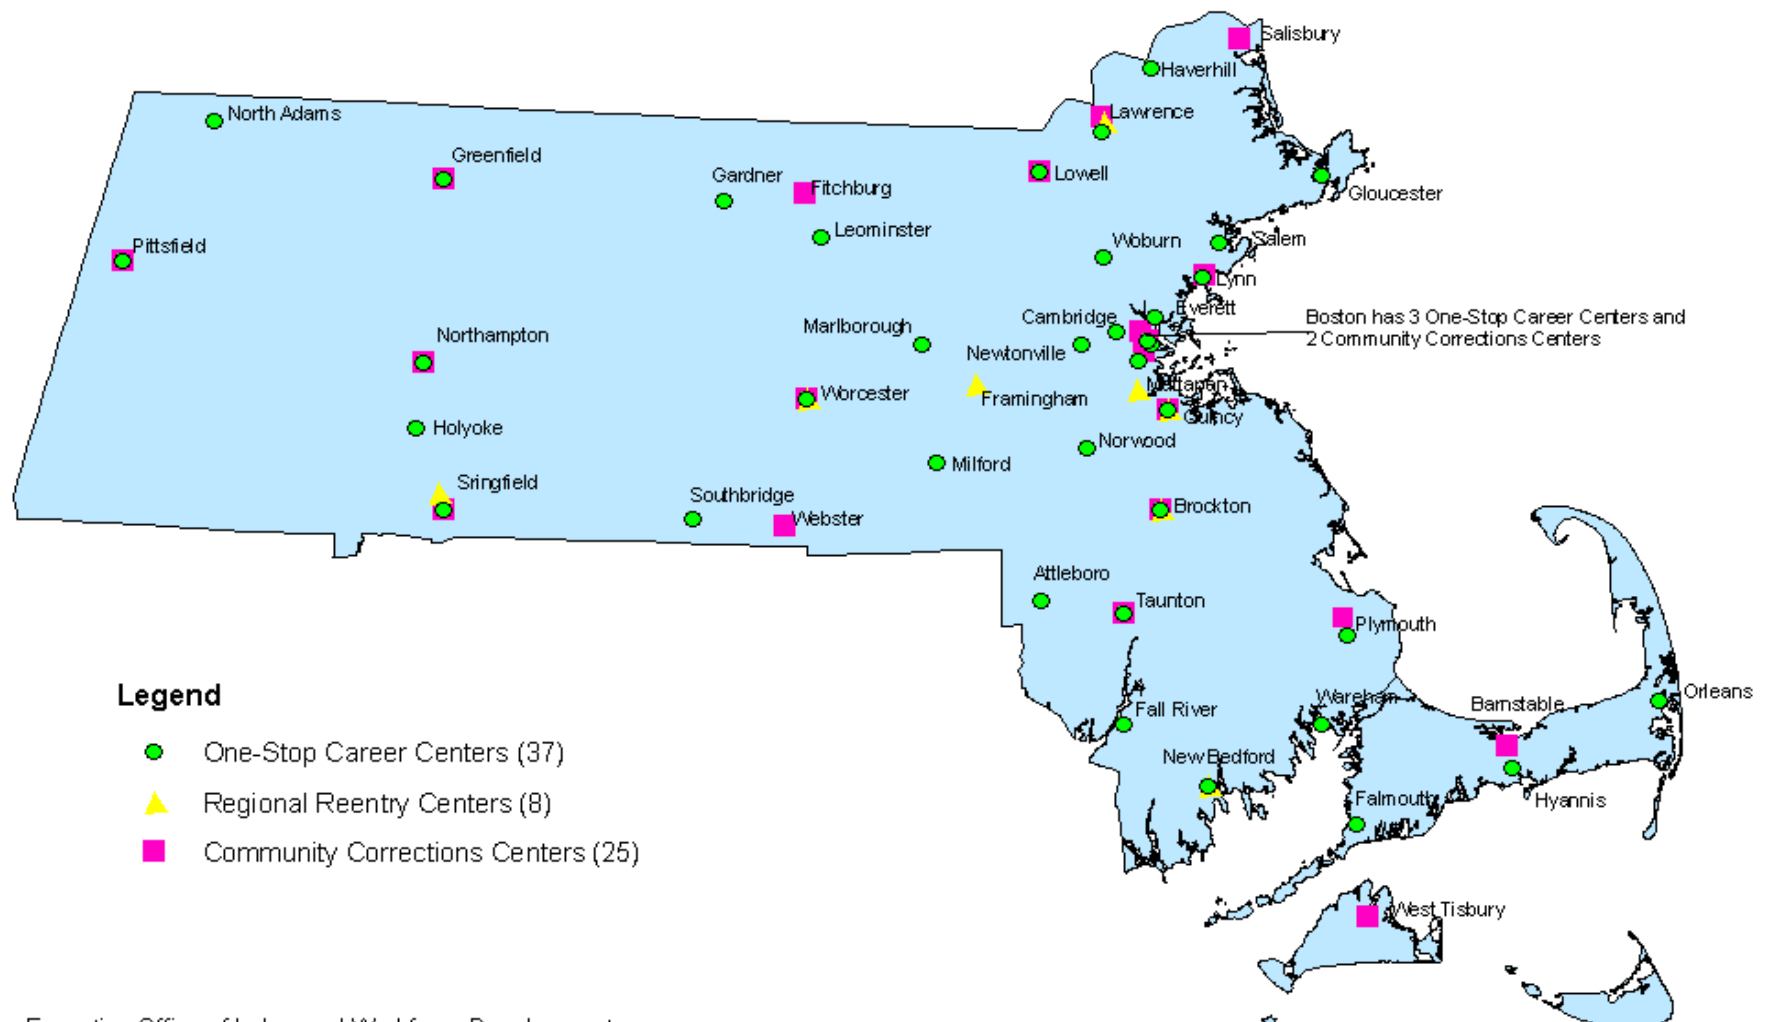 Salisbury
Haverhill
North Adams
Lawrence
Greenfield
Lowell
Gardner
Fitchburg
Gloucester
Leominster
Woburn
Salem
Pittsfield
Lynn
Everett
Cambridge
Boston has 3 One-Stop Career Centers and
2 Community Corrections Centers
Marlborough
Northampton
Newtonville
Mattapan
Worcester
Framingham
Quincy
Holyoke
Norwood
Milford
Sringfield
Southbridge
Webster
Brockton
Attleboro
Taunton
Plymouth
Legend
Orleans
Wareham
Barnstable
Fall River
One-Stop Career Centers (37)
New Bedford
Regional Reentry Centers (8)
Falmouth
Hyannis
Community Corrections Centers (25)
West Tisbury